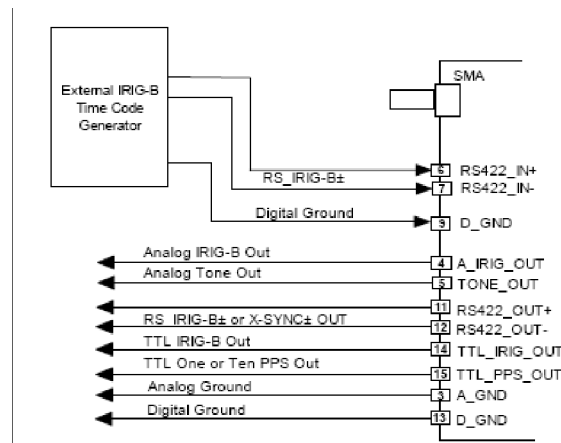 External IRIG-B
Time Code
Generator
SMA
RS_IRIG-B±
6 RS422_IN+
7 RS422_IN-
Digital Ground
9 D_GND
Analog IRIG-B Out
4 A_IRIG_OUT
Analog Tone Out
5 TONE_OUT
11 RS422_OUT+
RS IRIG-B± or X-SYNC± OUT
12 RS422_OUT-
TTL IRIG-B Out
14 TTL_IRIG_OUT
TTL One or Ten PPS Out
15 TTL_PPS_OUT
Analog Ground
3 A_GND
Digital Ground
13 D_GND